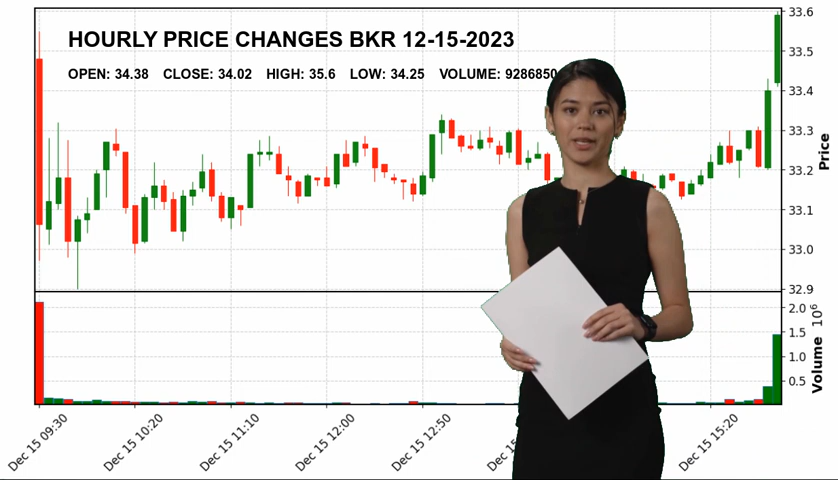 HOURLY PRICE CHANGES BKR 12-15-2023
OPEN: 34.38 CLOSE: 34.02 HIGH: 35.6 LOW: 34.25 VOLUME: 9286850
33.6
33.5
33.4
33.3
33.2
33.1
33.0
32.9
Price
2.0
1.5
1.0
0.5
Volume 10^6
Dec 15 09:30
Dec 15 10:20
Dec 15 11:10
Dec 15 12:00
Dec 15 12:50
Dec 15
Dec 15 15:20